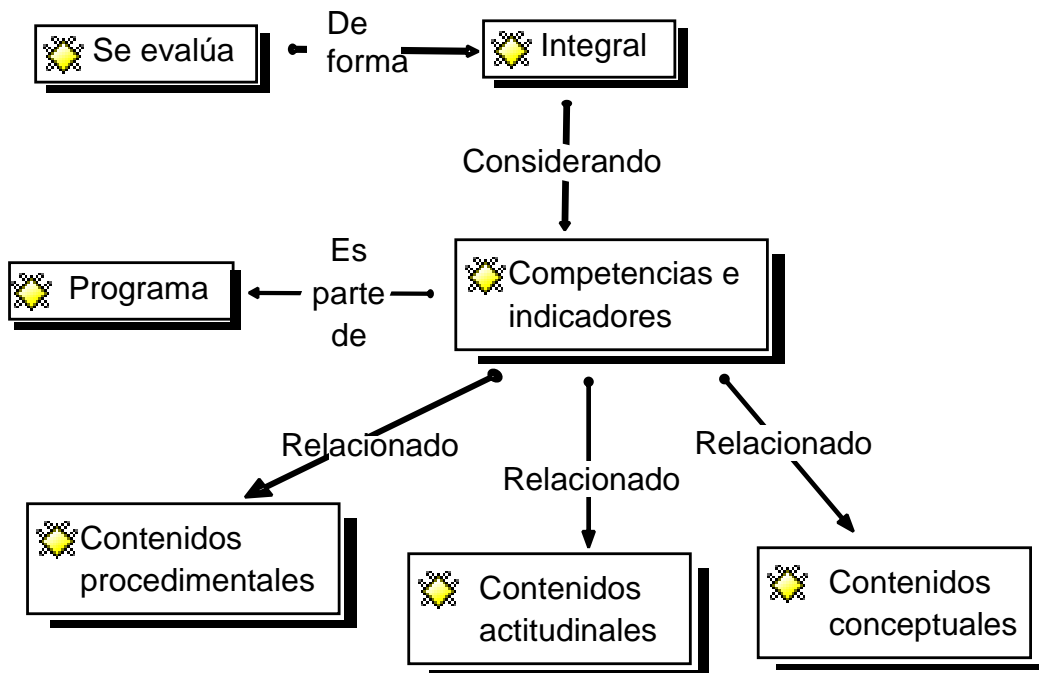 Se evalúa
De
forma
Integral
Considerando
Programa
Es
parte
de
Competencias e
indicadores
Relacionado
Relacionado
Relacionado
Contenidos
procedimentales
Contenidos
actitudinales
Contenidos
conceptuales